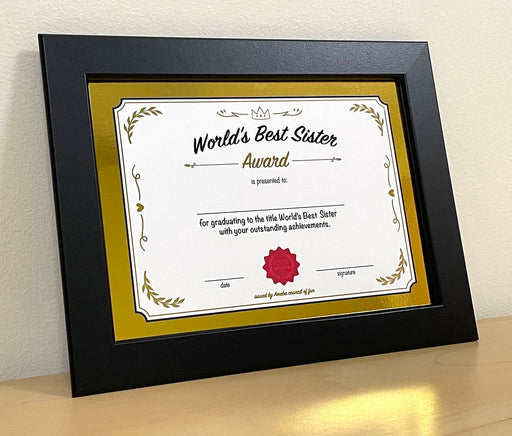 World's Best Sister
Award
is presented to:
for graduating to the title World's Best Sister
with your outstanding achievements.
date
signature
issued by Ameba council of fun